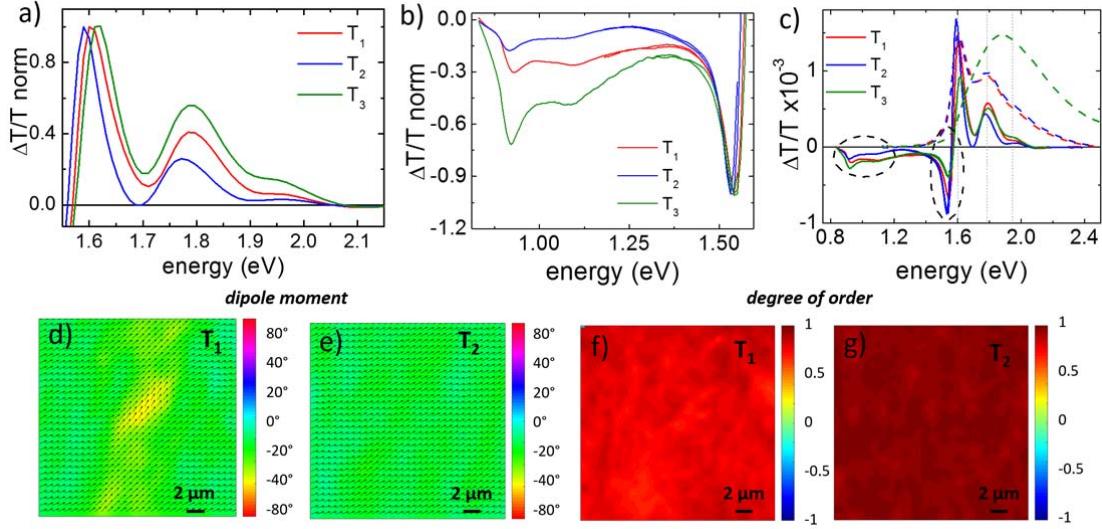 a)
ΔT/T norm
0.8
0.4
0.0
T1
T2
T3
1.6 1.7 1.8 1.9 2.0 2.1
energy (eV)
b)
ΔT/T norm
0.0
-0.3
-0.6
-0.9
-1.2
T1
T2
T3
1.00 1.25 1.50
energy (eV)
c)
ΔT/T x10-3
1
0
-1
T1
T2
T3
0.8 1.2 1.6 2.0 2.4
energy (eV)
dipole moment
degree of order
d)
T1
2 μm
80°
60°
40°
20°
0°
-20°
-40°
-60°
-80°
e)
T2
2 μm
80°
60°
40°
20°
0°
-20°
-40°
-60°
-80°
f)
T1
2 μm
1
0.5
0
-0.5
-1
g)
T2
2 μm
1
0.5
0
-0.5
-1